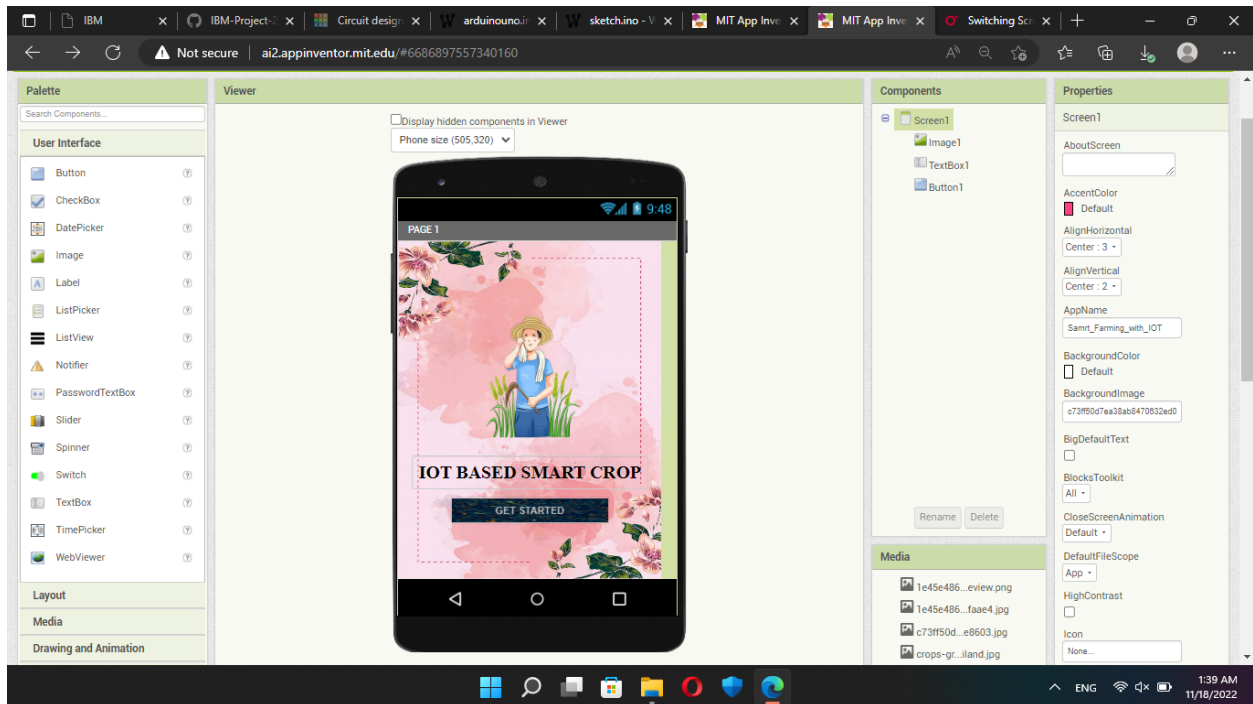 IBM
IBM-Project-2
Circuit design
arduinouno.in
sketch.ino - W
MIT App Inve
MIT App Inve
Switching Scr
Not secure
ai2.appinventor.mit.edu/#6686897557340160
Palette
Search Components...
User Interface
Button
CheckBox
DatePicker
Image
Label
ListPicker
ListView
Notifier
PasswordTextBox
Slider
Spinner
Switch
TextBox
TimePicker
WebViewer
Layout
Media
Drawing and Animation
Viewer
Display hidden components in Viewer
Phone size (505,320)
9:48
PAGE 1
IOT BASED SMART CROP
GET STARTED
Components
Screen1
Image1
TextBox1
Button1
Rename Delete
Media
1e45e486...eview.png
1e45e486...faae4.jpg
c73ff50d...e8603.jpg
crops-gr...iland.jpg
Properties
Screen1
AboutScreen
AccentColor
Default
AlignHorizontal
Center : 3
AlignVertical
Center : 2
AppName
Samrt_Farming_with_IOT
BackgroundColor
Default
BackgroundImage
c73ff50d7ea38ab8470632ed0
BigDefaultText
BlocksToolkit
All
CloseScreenAnimation
Default
DefaultFileScope
App
HighContrast
Icon
None...
ENG
1:39 AM
11/18/2022